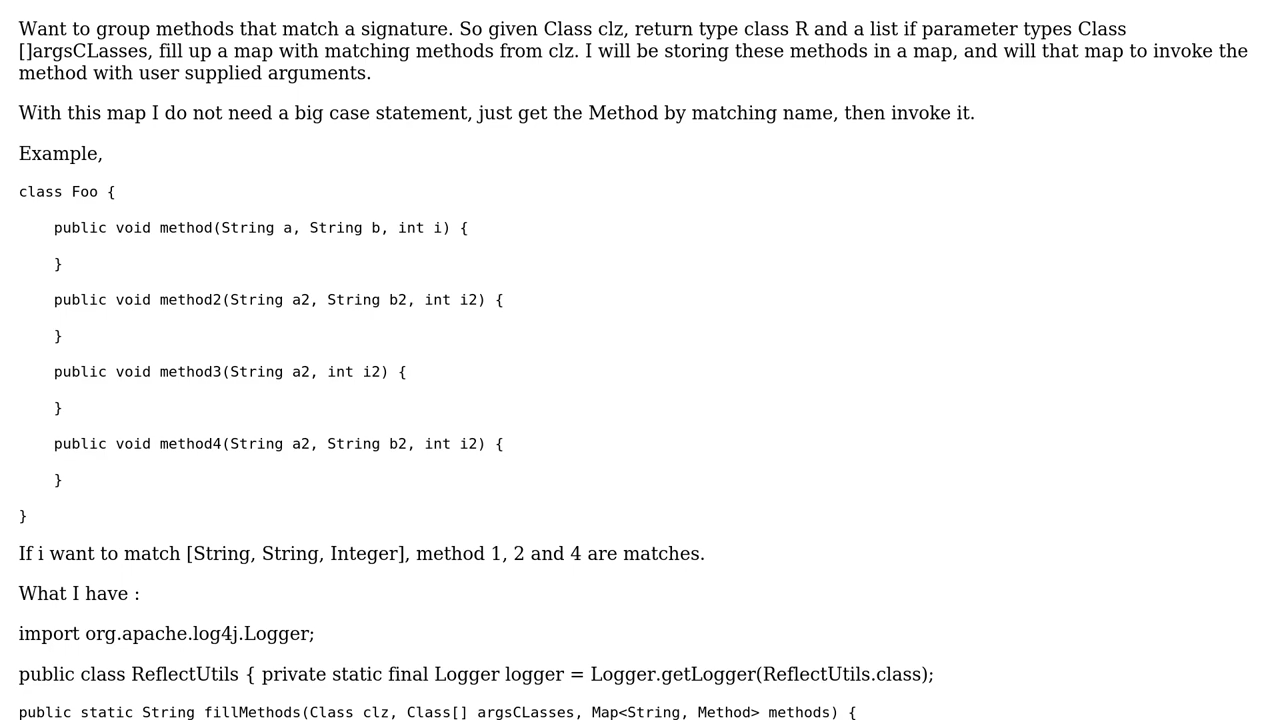 Want to group methods that match a signature. So given Class clz, return type class R and a list if parameter types Class
[]argsCLasses, fill up a map with matching methods from clz. I will be storing these methods in a map, and will that map to invoke the
method with user supplied arguments.
With this map I do not need a big case statement, just get the Method by matching name, then invoke it.
Example,
class Foo {
    public void method(String a, String b, int i) {
    }
    public void method2(String a2, String b2, int i2) {
    }
    public void method3(String a2, int i2) {
    }
    public void method4(String a2, String b2, int i2) {
    }
}
If i want to match [String, String, Integer], method 1, 2 and 4 are matches.
What I have :
import org.apache.log4j.Logger;
public class ReflectUtils { private static final Logger logger = Logger.getLogger(ReflectUtils.class);
public static String fillMethods(Class clz, Class[] argsCLasses, Map<String, Method> methods) {